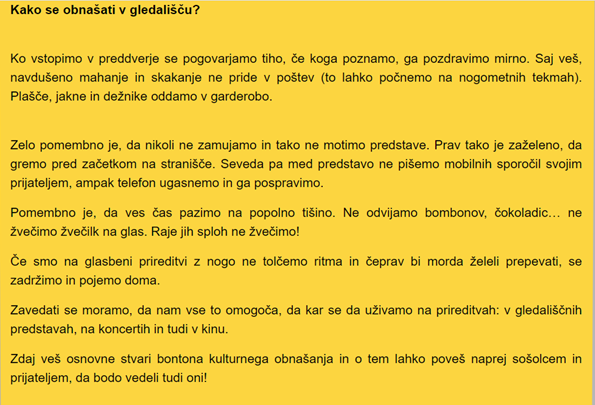 Kako se obnašati v gledališču?
Ko vstopimo v preddverje se pogovarjamo tiho, če koga poznamo, ga pozdravimo mirno. Saj veš,
navdušeno mahanje in skakanje ne pride v poštev (to lahko počnemo na nogometnih tekmah).
Plašče, jakne in dežnike oddamo v garderobo.
Zelo pomembno je, da nikoli ne zamujamo in tako ne motimo predstave. Prav tako je zaželeno, da
gremo pred začetkom na stranišče. Seveda pa med predstavo ne pišemo mobilnih sporočil svojim
prijateljem, ampak telefon ugasnemo in ga pospravimo.
Pomembno je, da ves čas pazimo na popolno tišino. Ne odvijamo bombonov, čokoladic… ne
žvečimo žvečilk na glas. Raje jih sploh ne žvečimo!
Če smo na glasbeni prireditvi z nogo ne tolčemo ritma in čeprav bi morda želeli prepevati, se
zadržimo in pojemo doma.
Zavedati se moramo, da nam vse to omogoča, da kar se da uživamo na prireditvah: v gledališčnih
predstavah, na koncertih in tudi v kinu.
Zdaj veš osnovne stvari bontona kulturnega obnašanja in o tem lahko poveš naprej sošolcem in
prijateljem, da bodo vedeli tudi oni!